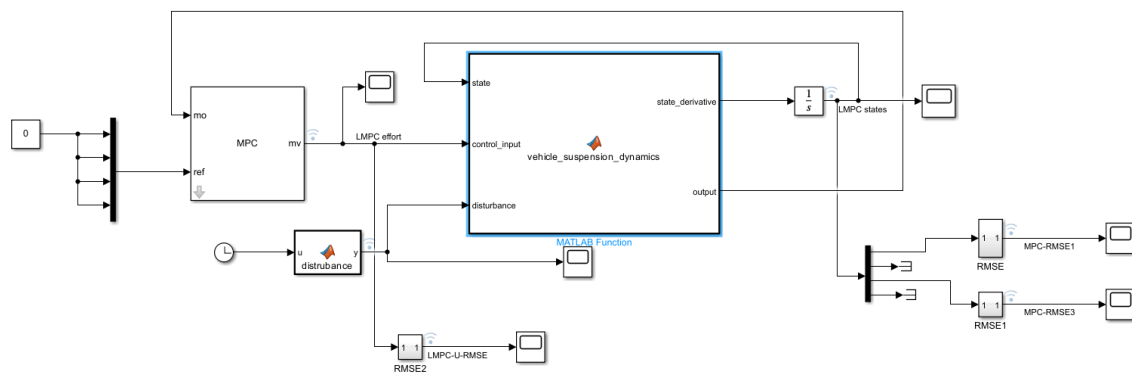 state
state_derivative
1
s
LMPC states
mo
MPC
mv
LMPC effort
0
control_input
vehicle_suspension_dynamics
ref
output
disturbance
MATLAB Function
u
y
distrubance
1 1
MPC-RMSE1
RMSE
1 1
MPC-RMSE3
RMSE1
1 1
LMPC-U-RMSE
RMSE2